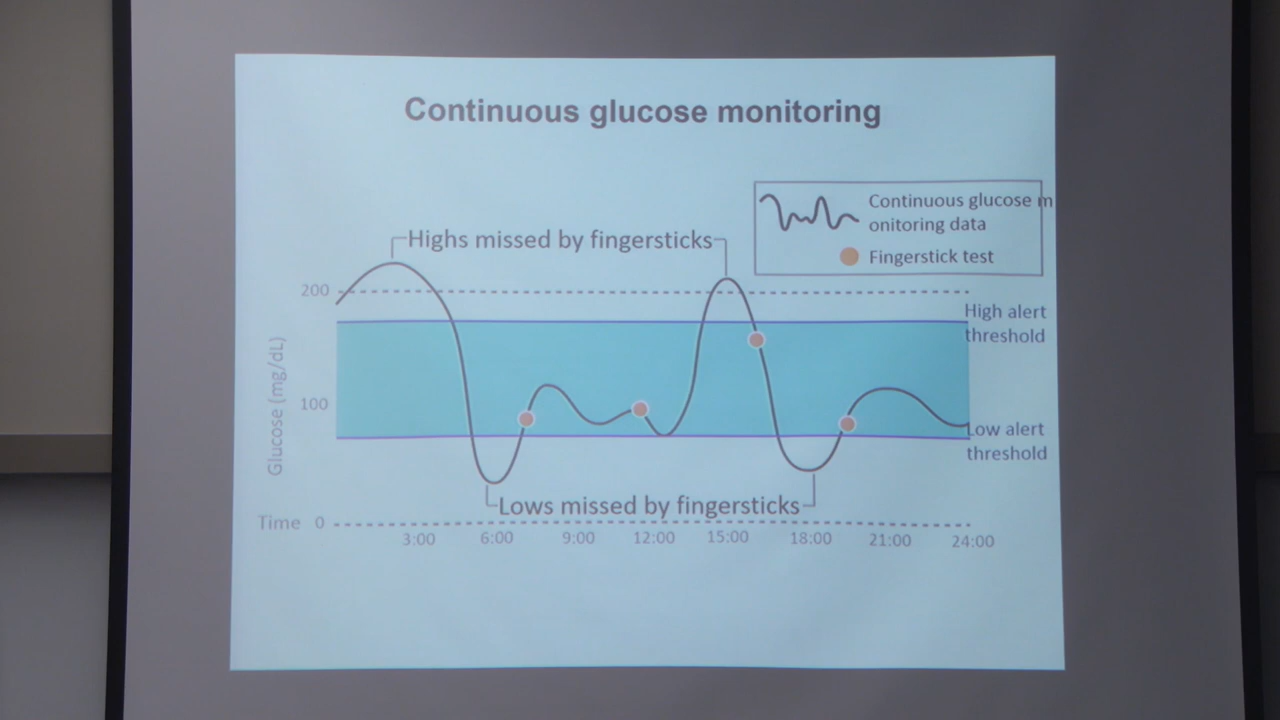 Continuous glucose monitoring
Continuous glucose m
onitoring data
Fingerstick test
Highs missed by fingersticks
200
High alert
threshold
Glucose (mg/dL)
100
Low alert
threshold
Lows missed by fingersticks
Time 0
3:00 6:00 9:00 12:00 15:00 18:00 21:00 24:00